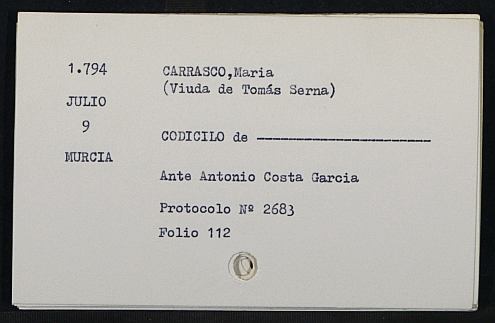 1.794
JULIO
9
MURCIA
CARRASCO,Maria
(Viuda de Tomás Serna)
CODICILO de ----------------------
Ante Antonio Costa Garcia
Protocolo Nº 2683
Folio 112